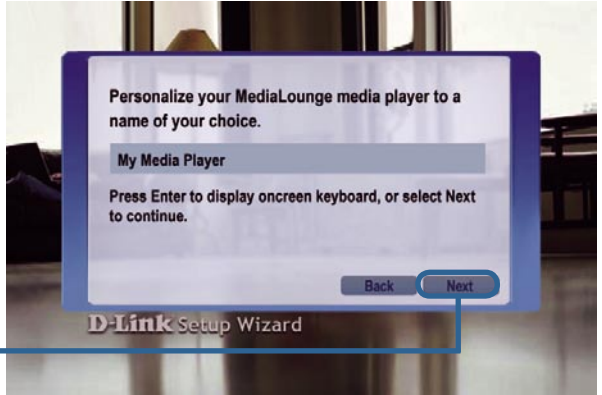 Personalize your MediaLounge media player to a
name of your choice.
My Media Player
Press Enter to display oncreen keyboard, or select Next
to continue.
Back Next
D-Link Setup Wizard